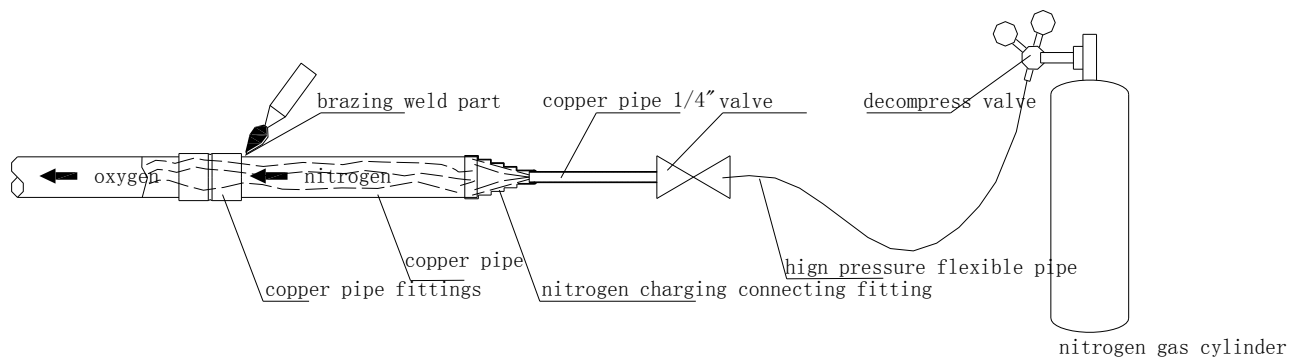 brazing weld part
copper pipe 1/4" valve
decompress valve
oxygen
nitrogen
copper pipe
hign pressure flexible pipe
copper pipe fittings
nitrogen charging connecting fitting
nitrogen gas cylinder